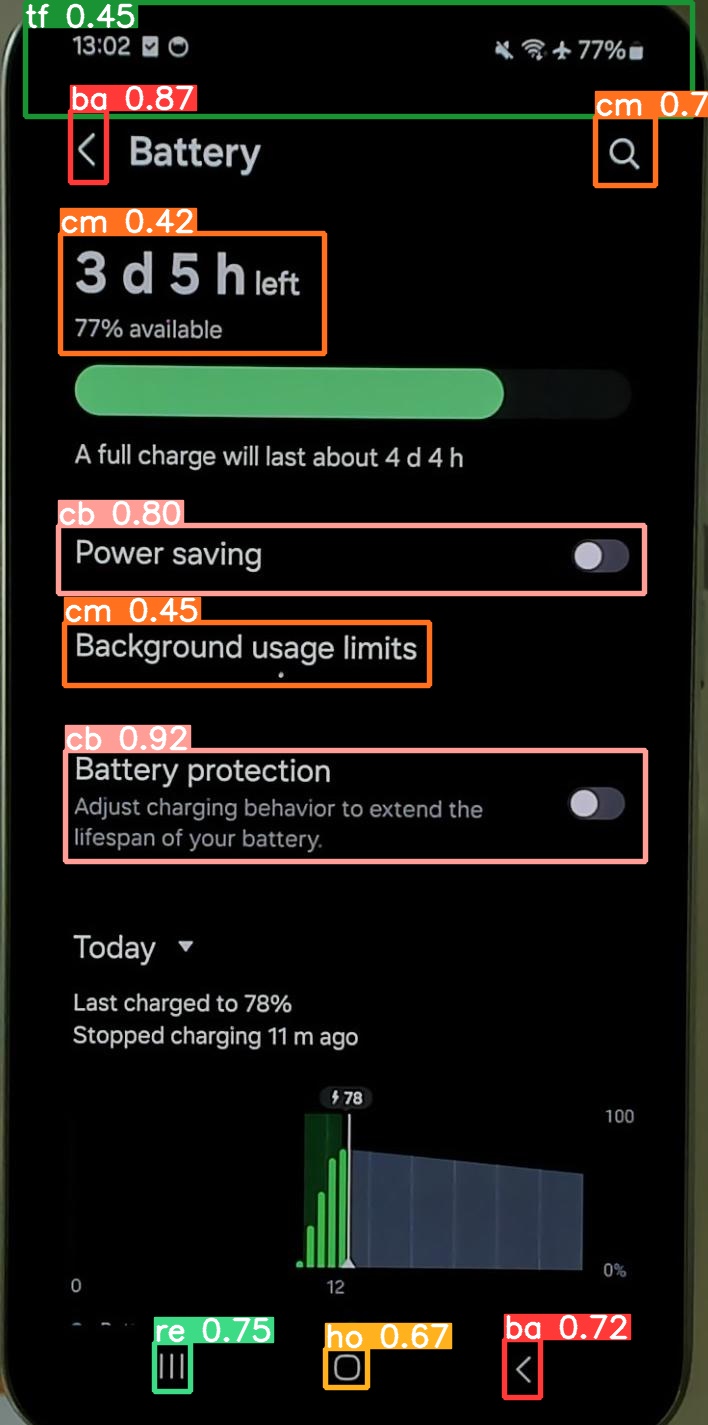 tf 0.45
13:02 77%
ba 0.87
cm 0.7
Battery
cm 0.42
3 d 5 h left
77% available
A full charge will last about 4 d 4 h
cb 0.80
Power saving
cm 0.45
Background usage limits
cb 0.92
Battery protection
Adjust charging behavior to extend the
lifespan of your battery.
Today
Last charged to 78%
Stopped charging 11 m ago
78
100
0%
0 12
re 0.75
ho 0.67
ba 0.72